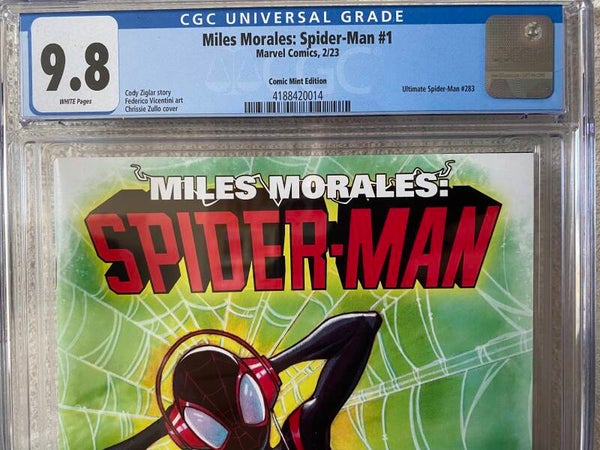 CGC UNIVERSAL GRADE
9.8
WHITE Pages
Miles Morales: Spider-Man #1
Marvel Comics, 2/23
Comic Mint Edition
Cody Ziglar story
Federico Vicentini art
Chrissie Zullo cover
4188420014
Ultimate Spider-Man #283
MILES MORALES:
SPIDER-MAN